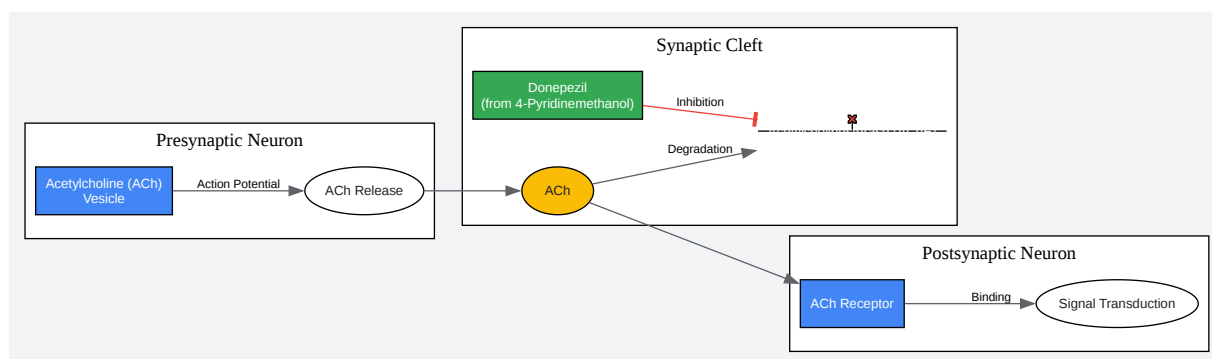 Synaptic Cleft
Donepezil
(from 4-Pyridinemethanol)
Inhibition
Presynaptic Neuron
Degradation
Acetylcholine (ACh)
Vesicle
Action Potential
ACh Release
ACh
Postsynaptic Neuron
ACh Receptor
Binding
Signal Transduction